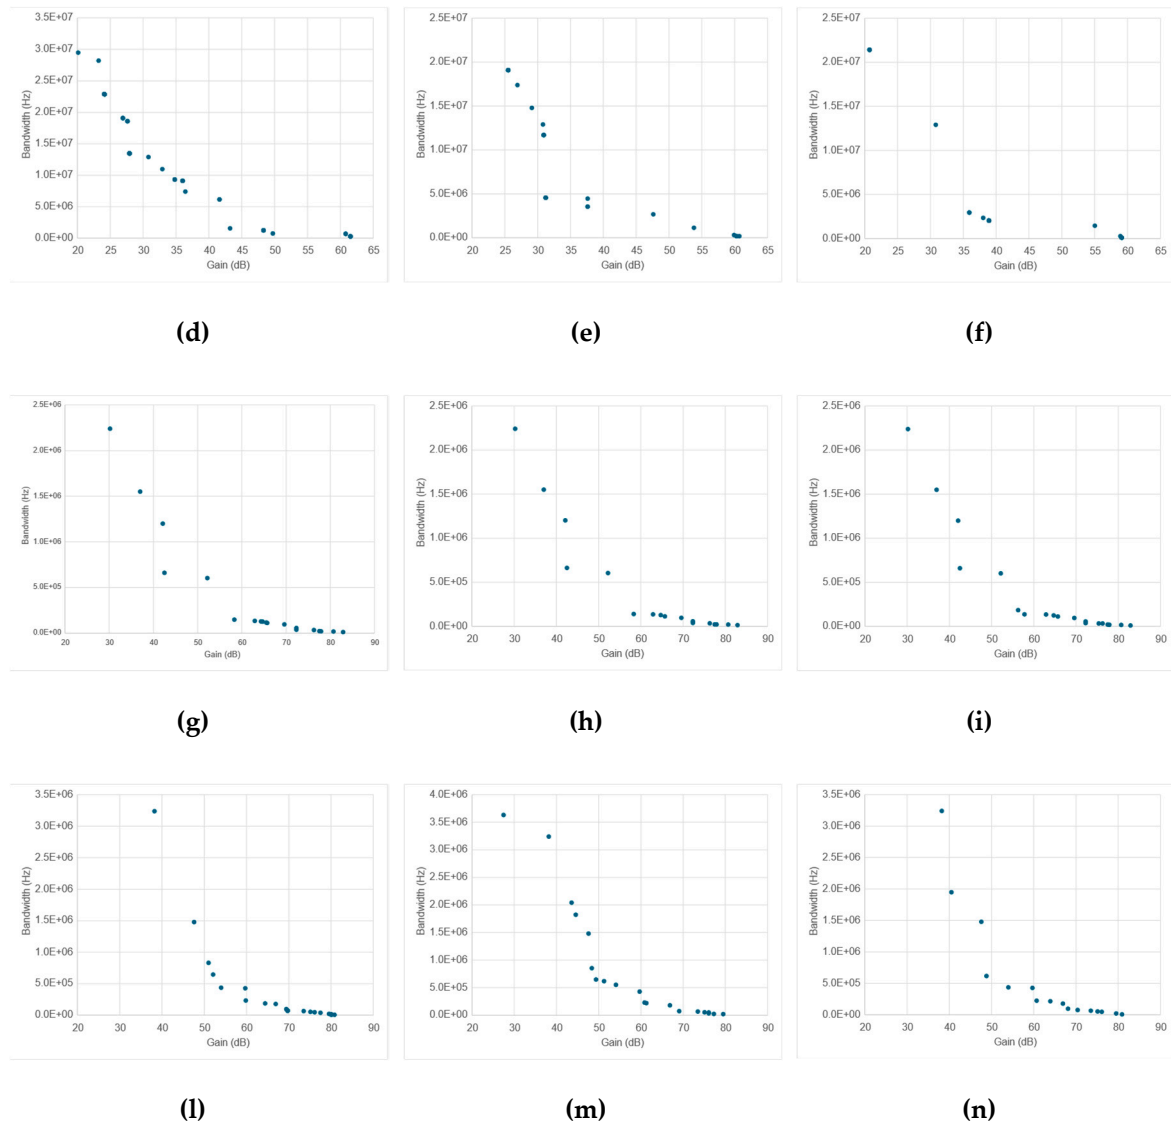 3.5E+07
3.0E+07
2.5E+07
2.0E+07
1.5E+07
1.0E+07
5.0E+06
0.0E+00
Bandwidth (Hz)
20 25 30 35 40 45 50 55 60 65
Gain (dB)
(d)
2.5E+07
2.0E+07
1.5E+07
1.0E+07
5.0E+06
0.0E+00
Bandwidth (Hz)
20 25 30 35 40 45 50 55 60 65
Gain (dB)
(e)
2.5E+07
2.0E+07
1.5E+07
1.0E+07
5.0E+06
0.0E+00
Bandwidth (Hz)
20 25 30 35 40 45 50 55 60 65
Gain (dB)
(f)
2.5E+06
2.0E+06
1.5E+06
1.0E+06
5.0E+05
0.0E+00
Bandwidth (Hz)
20 30 40 50 60 70 80 90
Gain (dB)
(g)
2.5E+06
2.0E+06
1.5E+06
1.0E+06
5.0E+05
0.0E+00
Bandwidth (Hz)
20 30 40 50 60 70 80 90
Gain (dB)
(h)
2.5E+06
2.0E+06
1.5E+06
1.0E+06
5.0E+05
0.0E+00
Bandwidth (Hz)
20 30 40 50 60 70 80 90
Gain (dB)
(i)
3.5E+06
3.0E+06
2.5E+06
2.0E+06
1.5E+06
1.0E+06
5.0E+05
0.0E+00
Bandwidth (Hz)
20 30 40 50 60 70 80 90
Gain (dB)
(l)
4.0E+06
3.5E+06
3.0E+06
2.5E+06
2.0E+06
1.5E+06
1.0E+06
5.0E+05
0.0E+00
Bandwidth (Hz)
20 30 40 50 60 70 80 90
Gain (dB)
(m)
3.5E+06
3.0E+06
2.5E+06
2.0E+06
1.5E+06
1.0E+06
5.0E+05
0.0E+00
Bandwidth (Hz)
20 30 40 50 60 70 80 90
Gain (dB)
(n)